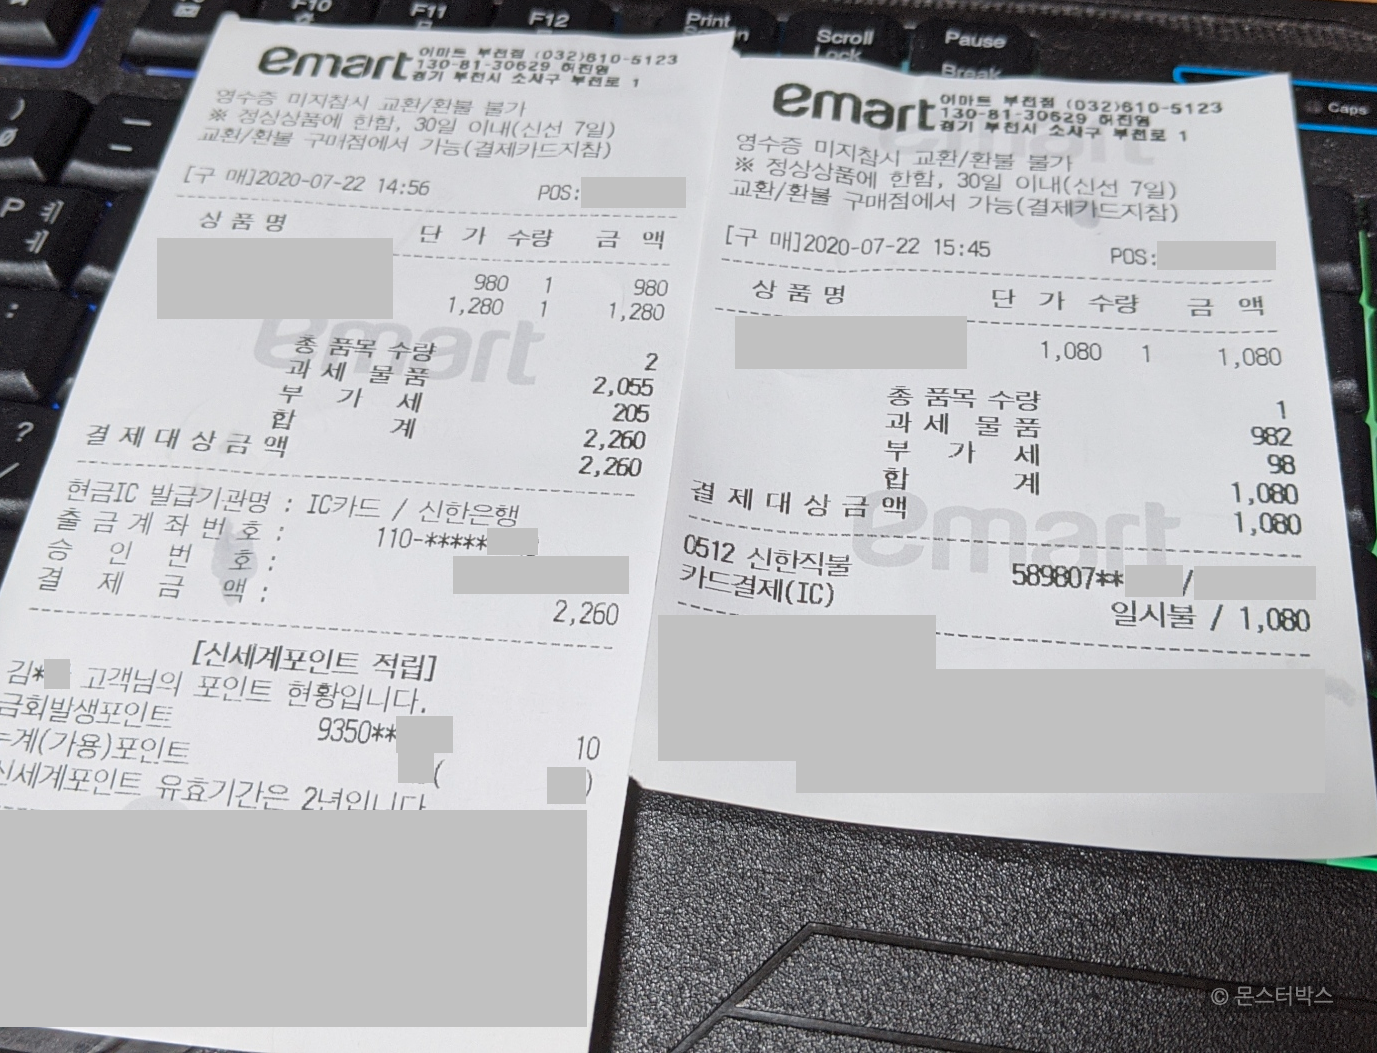 F10
F11
F12
Print
Scroll
Lock
Pause
Break
Caps
P ㅖ
ㅔ
?
/
emart
이마트 부천점 (032)610-5123
130-81-30629 허진영
경기 부천시 소사구 부천로 1
영수증 미지참시 교환/환불 불가
※ 정상상품에 한함, 30일 이내(신선 7일)
교환/환불 구매점에서 가능(결제카드지참)
[구 매]2020-07-22 14:56 POS:
상 품 명 단 가 수량 금 액
980 1 980
1,280 1 1,280
총 품목 수량 2
과 세 물 품 2,055
부 가 세 205
합 계 2,260
결 제 대 상 금 액 2,260
현금IC 발급기관명 : IC카드 / 신한은행
출 금 계 좌 번 호 : 110-*****
승 인 번 호 :
결 제 금 액 : 2,260
[신세계포인트 적립]
김* 고객님의 포인트 현황입니다.
금회발생포인트 9350** 10
누계(가용)포인트 ( )
신세계포인트 유효기간은 2년입니다
emart
이마트 부천점 (032)610-5123
130-81-30629 허진영
경기 부천시 소사구 부천로 1
영수증 미지참시 교환/환불 불가
※ 정상상품에 한함, 30일 이내(신선 7일)
교환/환불 구매점에서 가능(결제카드지참)
[구 매]2020-07-22 15:45 POS:
상 품 명 단 가 수량 금 액
1,080 1 1,080
총 품목 수량 1
과 세 물 품 982
부 가 세 98
합 계 1,080
결 제 대 상 금 액 1,080
0512 신한직불 589807** /
카드결제(IC) 일시불 / 1,080
© 몬스터박스